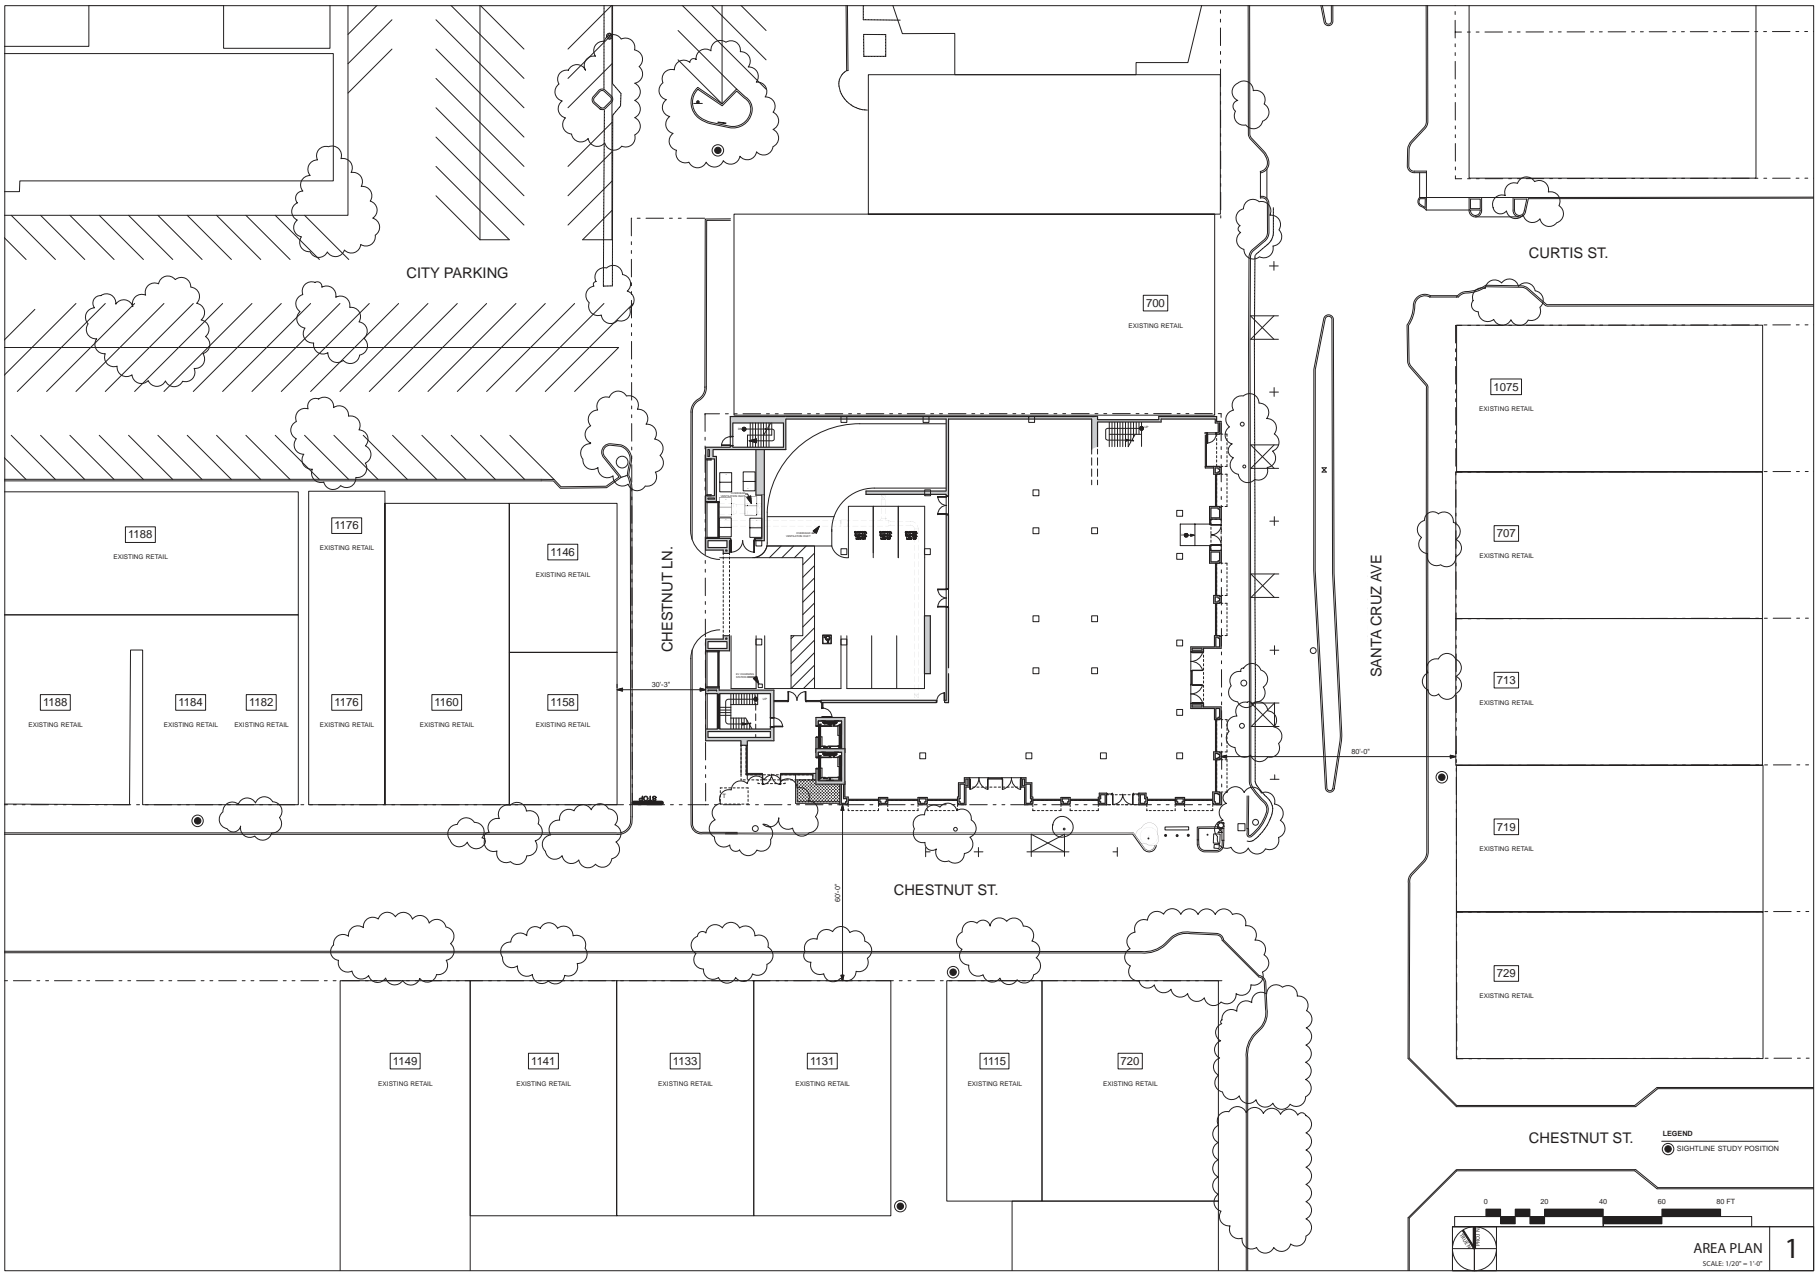 CITY PARKING
CURTIS ST.
700
EXISTING RETAIL
1075
EXISTING RETAIL
707
EXISTING RETAIL
713
EXISTING RETAIL
719
EXISTING RETAIL
729
EXISTING RETAIL
SANTA CRUZ AVE
CHESTNUT LN.
1188
EXISTING RETAIL
1176
EXISTING RETAIL
1146
EXISTING RETAIL
1188
EXISTING RETAIL
1184
EXISTING RETAIL
1182
EXISTING RETAIL
1176
EXISTING RETAIL
1160
EXISTING RETAIL
1158
EXISTING RETAIL
30'-3"
80'-0"
STOP
60'-0"
CHESTNUT ST.
1149
EXISTING RETAIL
1141
EXISTING RETAIL
1133
EXISTING RETAIL
1131
EXISTING RETAIL
1115
EXISTING RETAIL
720
EXISTING RETAIL
CHESTNUT ST.
LEGEND
SIGHTLINE STUDY POSITION
0 20 40 60 80 FT
AREA PLAN 1
SCALE: 1/20" = 1'-0"